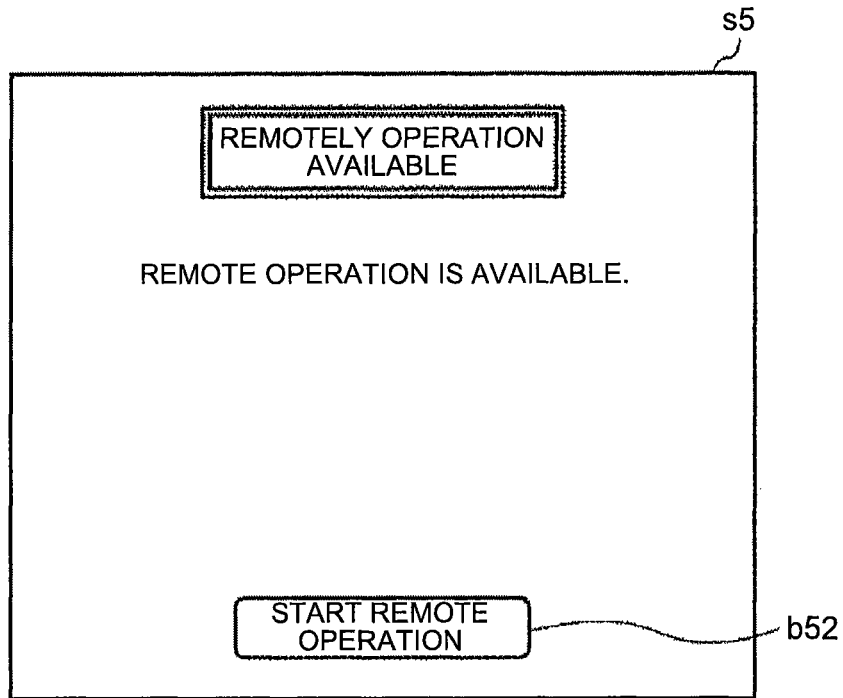 s5
REMOTELY OPERATION
AVAILABLE
REMOTE OPERATION IS AVAILABLE.
START REMOTE
OPERATION
b52